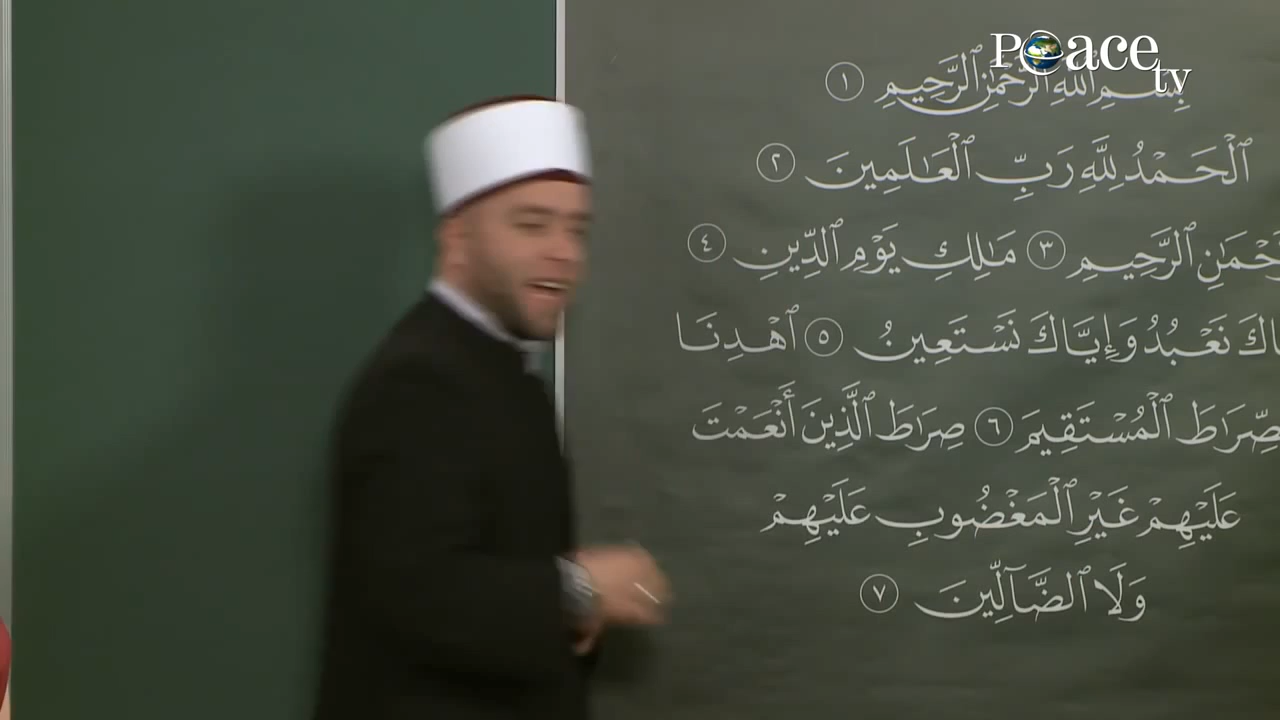 Peace tv
بِسْمِ ٱللَّهِ ٱلرَّحْمَٰنِ ٱلرَّحِيمِ ١
ٱلْحَمْدُ لِلَّهِ رَبِّ ٱلْعَٰلَمِينَ ٢
حْمَٰنِ ٱلرَّحِيمِ ٣ مَٰلِكِ يَوْمِ ٱلدِّينِ ٤
اكَ نَعْبُدُ وَإِيَّاكَ نَسْتَعِينُ ٥ ٱهْدِنَا
صِّرَٰطَ ٱلْمُسْتَقِيمَ ٦ صِرَٰطَ ٱلَّذِينَ أَنْعَمْتَ
عَلَيْهِمْ غَيْرِ ٱلْمَغْضُوبِ عَلَيْهِمْ
وَلَا ٱلضَّآلِّينَ ٧